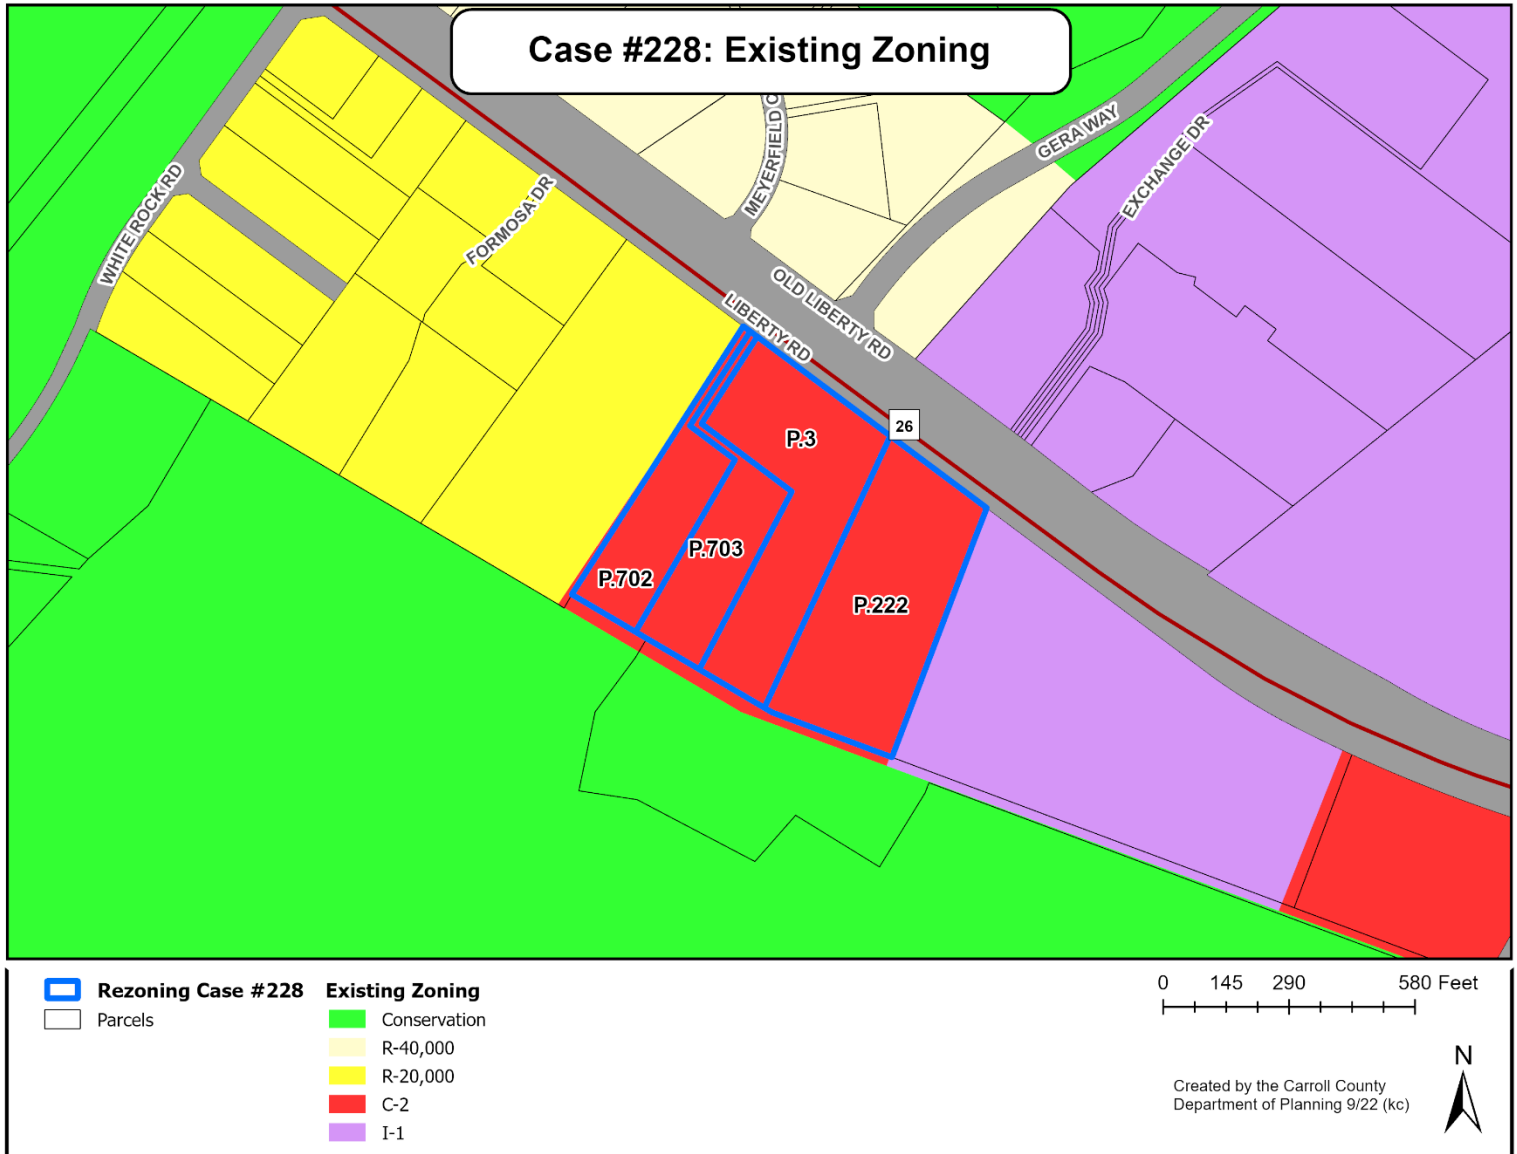 Case #228: Existing Zoning
WHITE ROCK RD
FORMOSA DR
MEYERFIELD C
GERA WAY
EXCHANGE DR
OLD LIBERTY RD
LIBERTY RD
26
P.3
P.703
P.702
P.222
Rezoning Case #228
Parcels
Existing Zoning
Conservation
R-40,000
R-20,000
C-2
I-1
0 145 290 580 Feet
N
Created by the Carroll County
Department of Planning 9/22 (kc)